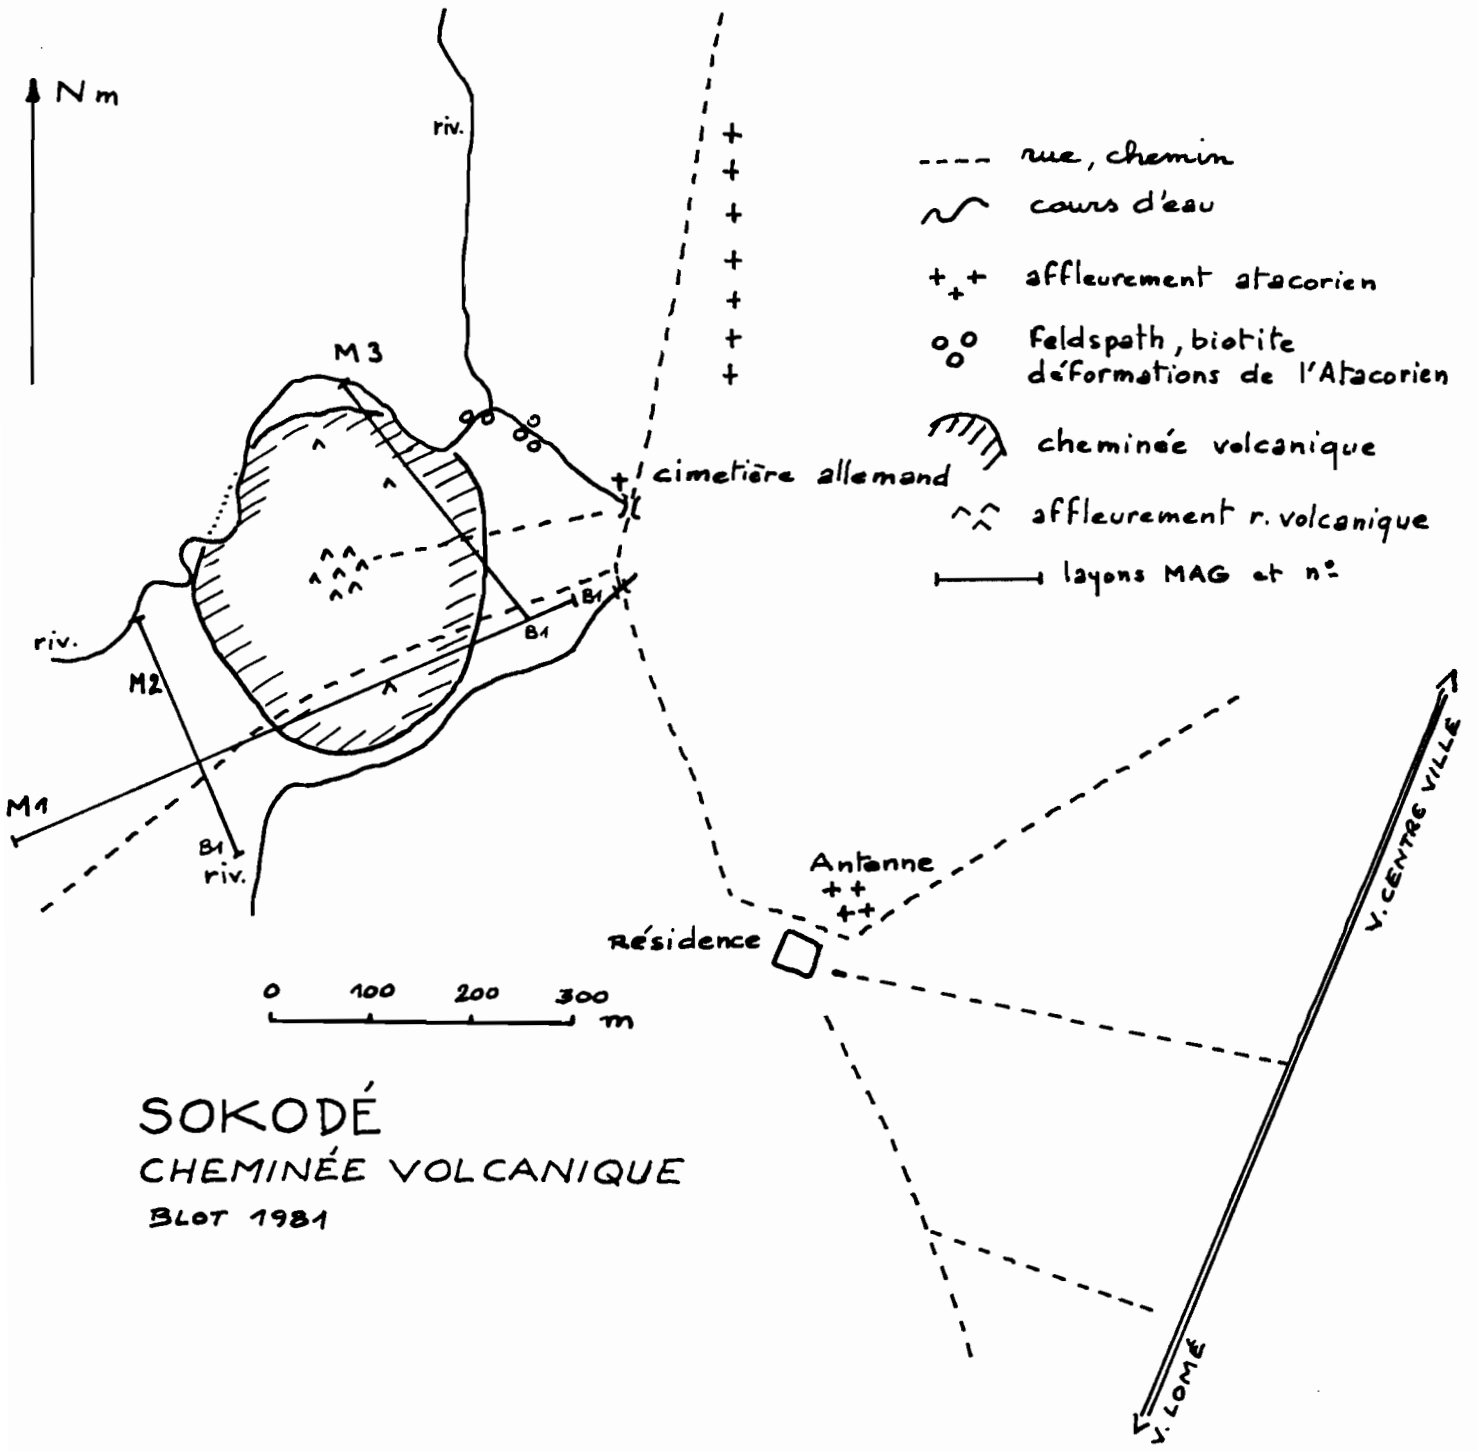 N m
riv.
rue, chemin
cours d'eau
affleurement atacorien
feldspath, biotite
déformations de l'Atacorien
cheminée volcanique
affleurement r. volcanique
layons MAG et nº
M3
cimetière allemand
B1
B1
riv.
M2
M1
B1
riv.
Antenne
Résidence
V. CENTRE VILLE
0 100 200 300
m
SOKODÉ
CHEMINÉE VOLCANIQUE
BLOT 1981
V. LOMÉ